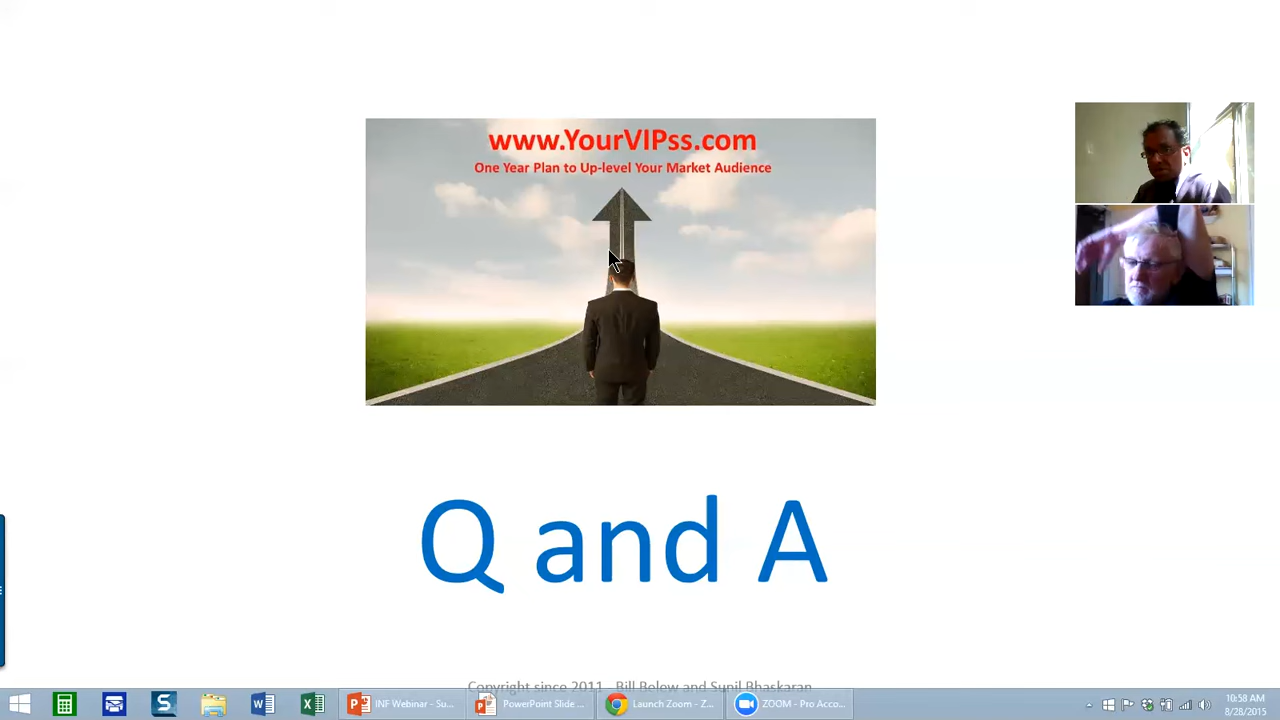 www.YourVIPss.com
One Year Plan to Up-level Your Market Audience
Q and A
Copyright since 2011 - Bill Belew and Sunil Bhaskaran
INF Webinar - Su...
PowerPoint Slide ...
Launch Zoom - Z...
ZOOM - Pro Acco...
10:58 AM
8/28/2015